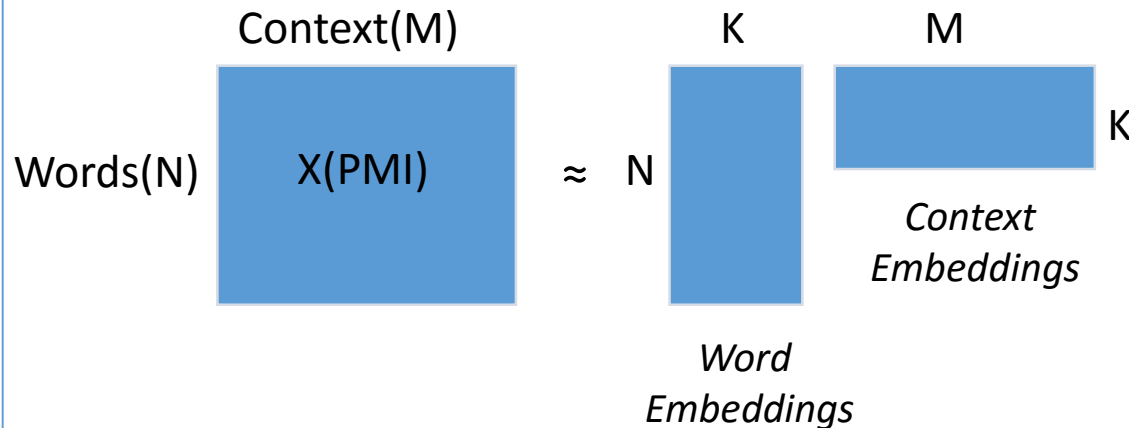 Context(M) K M
Words(N) X(PMI) ≈ N K
Context
Embeddings
Word
Embeddings